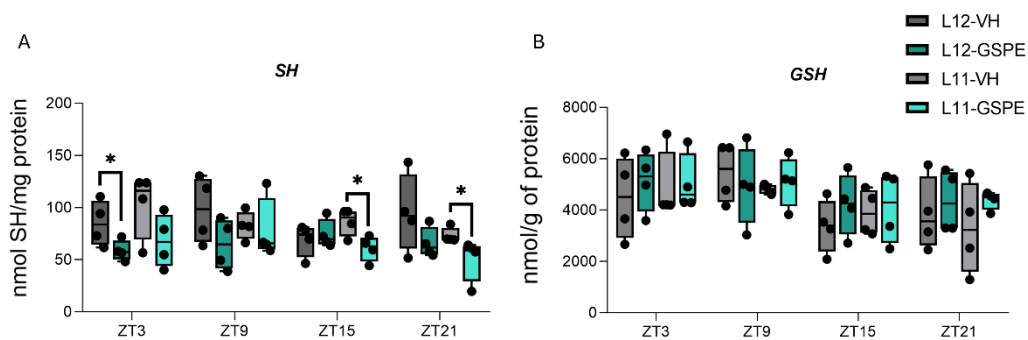 A
SH
nmol SH/mg protein
200
150
100
50
0
*
*
*
ZT3
ZT9
ZT15
ZT21
B
GSH
nmol/g of protein
8000
6000
4000
2000
0
ZT3
ZT9
ZT15
ZT21
L12-VH
L12-GSPE
L11-VH
L11-GSPE